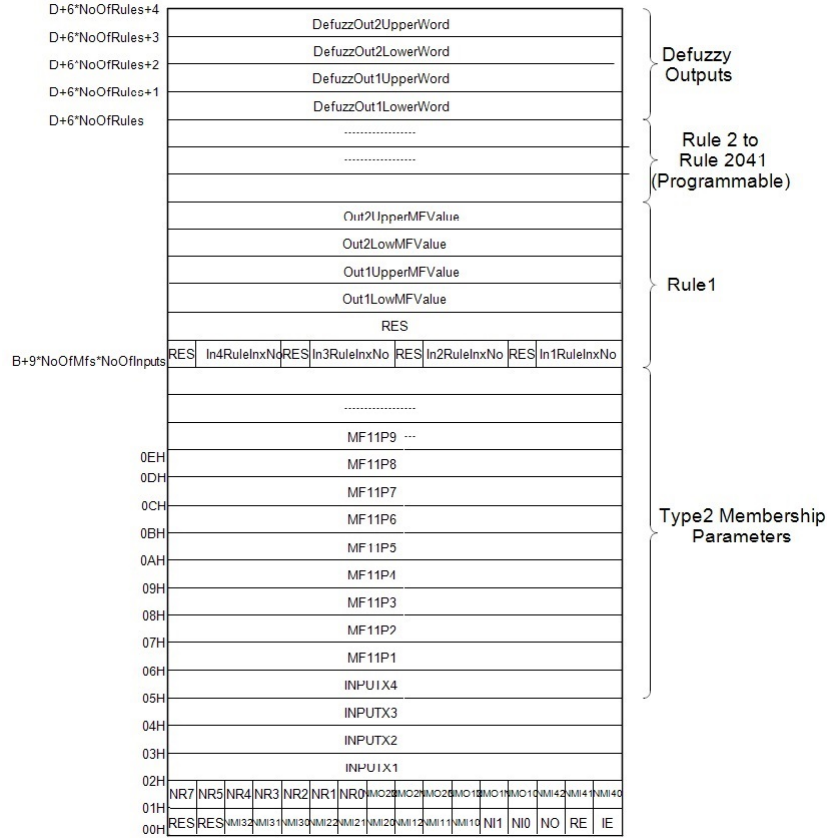 D+6*NoOfRules+4
DefuzzOut2UpperWord
D+6*NoOfRules+3
DefuzzOut2LowerWord
D+6*NoOfRules+2
DefuzzOut1UpperWord
D+6*NoOfRules+1
DefuzzOut1LowerWord
D+6*NoOfRules
Defuzzy
Outputs
-----------------
-----------------
Rule 2 to
Rule 2041
(Programmable)
Out2UpperMFValue
Out2LowMFValue
Out1UpperMFValue
Out1LowMFValue
Rule1
RES
RES In4RuleInxNo RES In3RuleInxNo RES In2RuleInxNo RES In1RuleInxNo
B+9*NoOfMfs*NoOfInputs
-----------------
MF11P9 ---
0EH
MF11P8
0DH
MF11P7
0CH
MF11P6
0BH
MF11P5
0AH
MF11P4
09H
MF11P3
08H
MF11P2
07H
MF11P1
06H
Type2 Membership
Parameters
INPUTX4
05H
INPUTX3
04H
INPUTX2
03H
INPUTX1
02H
NR7 NR5 NR4 NR3 NR2 NR1 NR0 NMI42 NMI41 NMI40
01H
RES RES NMI32 NMI31 NMI30 NMI22 NMI21 NMI20 NMI12 NMI11 NMI10 NI1 NI0 NO RE IE
00H